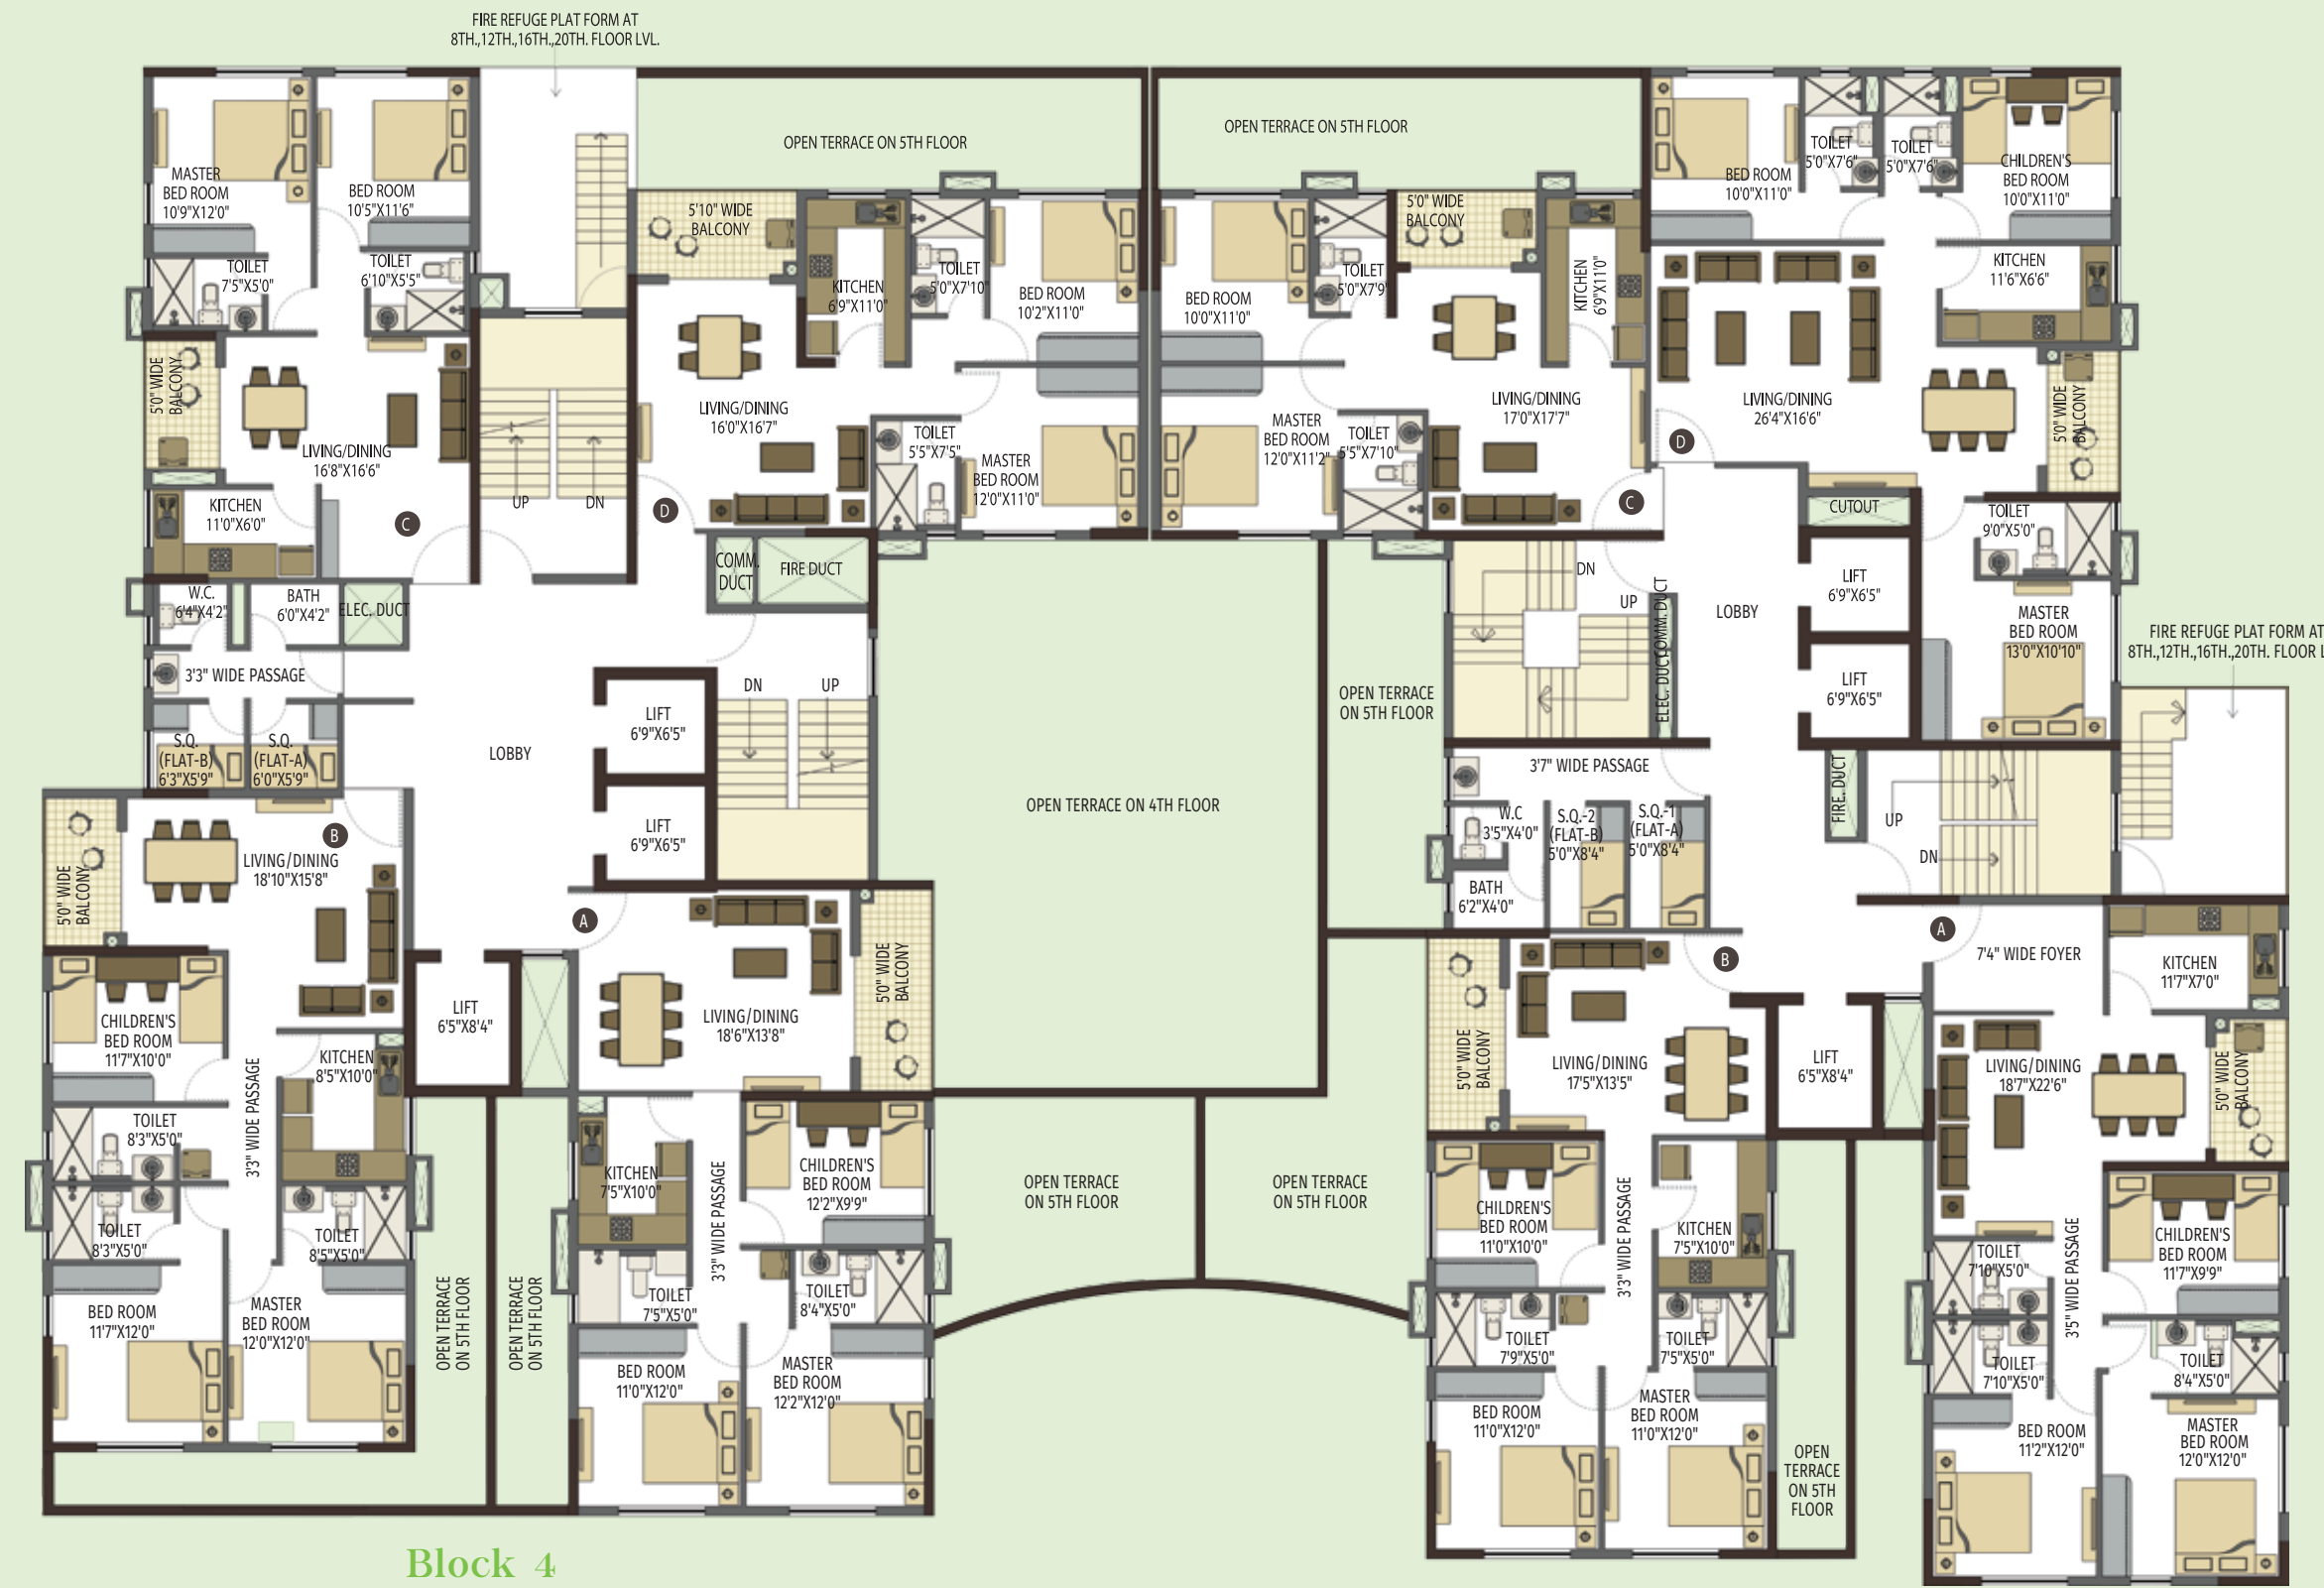 FIRE REFUGE PLAT FORM AT
8TH.,12TH.,16TH.,20TH. FLOOR LVL.
OPEN TERRACE ON 5TH FLOOR
OPEN TERRACE ON 5TH FLOOR
MASTER
BED ROOM
10'9"X12'0"
BED ROOM
10'5"X11'6"
TOILET
7'5"X5'0"
TOILET
6'10"X5'5"
5'0" WIDE
BALCONY
LIVING/DINING
16'8"X16'6"
KITCHEN
11'0"X6'0"
C
UP
DN
5'10" WIDE
BALCONY
KITCHEN
6'9"X11'0"
TOILET
5'0"X7'10"
BED ROOM
10'2"X11'0"
LIVING/DINING
16'0"X16'7"
TOILET
5'5"X7'5"
MASTER
BED ROOM
12'0"X11'0"
D
COMM.
DUCT
FIRE DUCT
BED ROOM
10'0"X11'0"
TOILET
5'0"X7'9"
5'0" WIDE
BALCONY
KITCHEN
6'9"X11'0"
LIVING/DINING
17'0"X17'7"
MASTER
BED ROOM
12'0"X11'2"
TOILET
5'5"X7'10"
C
BED ROOM
10'0"X11'0"
TOILET
5'0"X7'6"
TOILET
5'0"X7'6"
CHILDREN'S
BED ROOM
10'0"X11'0"
KITCHEN
11'6"X6'6"
LIVING/DINING
26'4"X16'6"
5'0" WIDE
BALCONY
D
CUTOUT
TOILET
9'0"X5'0"
MASTER
BED ROOM
13'0"X10'10"
LIFT
6'9"X6'5"
LIFT
6'9"X6'5"
LOBBY
DN
UP
ELEC. DUCT
COMM. DUCT
FIRE REFUGE PLAT FORM AT
8TH.,12TH.,16TH.,20TH. FLOOR L
W.C.
6'4"X4'2"
BATH
6'0"X4'2"
ELEC. DUCT
3'3" WIDE PASSAGE
S.Q.
(FLAT-B)
6'3"X5'9"
S.Q.
(FLAT-A)
6'0"X5'9"
LOBBY
LIFT
6'9"X6'5"
LIFT
6'9"X6'5"
DN
UP
OPEN TERRACE ON 4TH FLOOR
OPEN TERRACE
ON 5TH FLOOR
3'7" WIDE PASSAGE
W.C
3'5"X4'0"
BATH
6'2"X4'0"
S.Q.-2
(FLAT-B)
5'0"X8'4"
S.Q.-1
(FLAT-A)
5'0"X8'4"
FIRE. DUCT
UP
DN
B
LIVING/DINING
18'10"X15'8"
5'0" WIDE
BALCONY
CHILDREN'S
BED ROOM
11'7"X10'0"
KITCHEN
8'5"X10'0"
3'3" WIDE PASSAGE
TOILET
8'3"X5'0"
TOILET
8'3"X5'0"
TOILET
8'5"X5'0"
BED ROOM
11'7"X12'0"
MASTER
BED ROOM
12'0"X12'0"
LIFT
6'5"X8'4"
OPEN TERRACE
ON 5TH FLOOR
OPEN TERRACE
ON 5TH FLOOR
A
LIVING/DINING
18'6"X13'8"
5'0" WIDE
BALCONY
KITCHEN
7'5"X10'0"
3'3" WIDE PASSAGE
CHILDREN'S
BED ROOM
12'2"X9'9"
TOILET
7'5"X5'0"
TOILET
8'4"X5'0"
BED ROOM
11'0"X12'0"
MASTER
BED ROOM
12'2"X12'0"
OPEN TERRACE
ON 5TH FLOOR
OPEN TERRACE
ON 5TH FLOOR
B
5'0" WIDE
BALCONY
LIVING/DINING
17'5"X13'5"
CHILDREN'S
BED ROOM
11'0"X10'0"
3'3" WIDE PASSAGE
KITCHEN
7'5"X10'0"
TOILET
7'9"X5'0"
TOILET
7'5"X5'0"
BED ROOM
11'0"X12'0"
MASTER
BED ROOM
11'0"X12'0"
LIFT
6'5"X8'4"
OPEN
TERRACE
ON 5TH
FLOOR
A
7'4" WIDE FOYER
KITCHEN
11'7"X7'0"
LIVING/DINING
18'7"X22'6"
5'0" WIDE
BALCONY
TOILET
7'10"X5'0"
3'5" WIDE PASSAGE
CHILDREN'S
BED ROOM
11'7"X9'9"
TOILET
7'10"X5'0"
TOILET
8'4"X5'0"
BED ROOM
11'2"X12'0"
MASTER
BED ROOM
12'0"X12'0"
Block 4